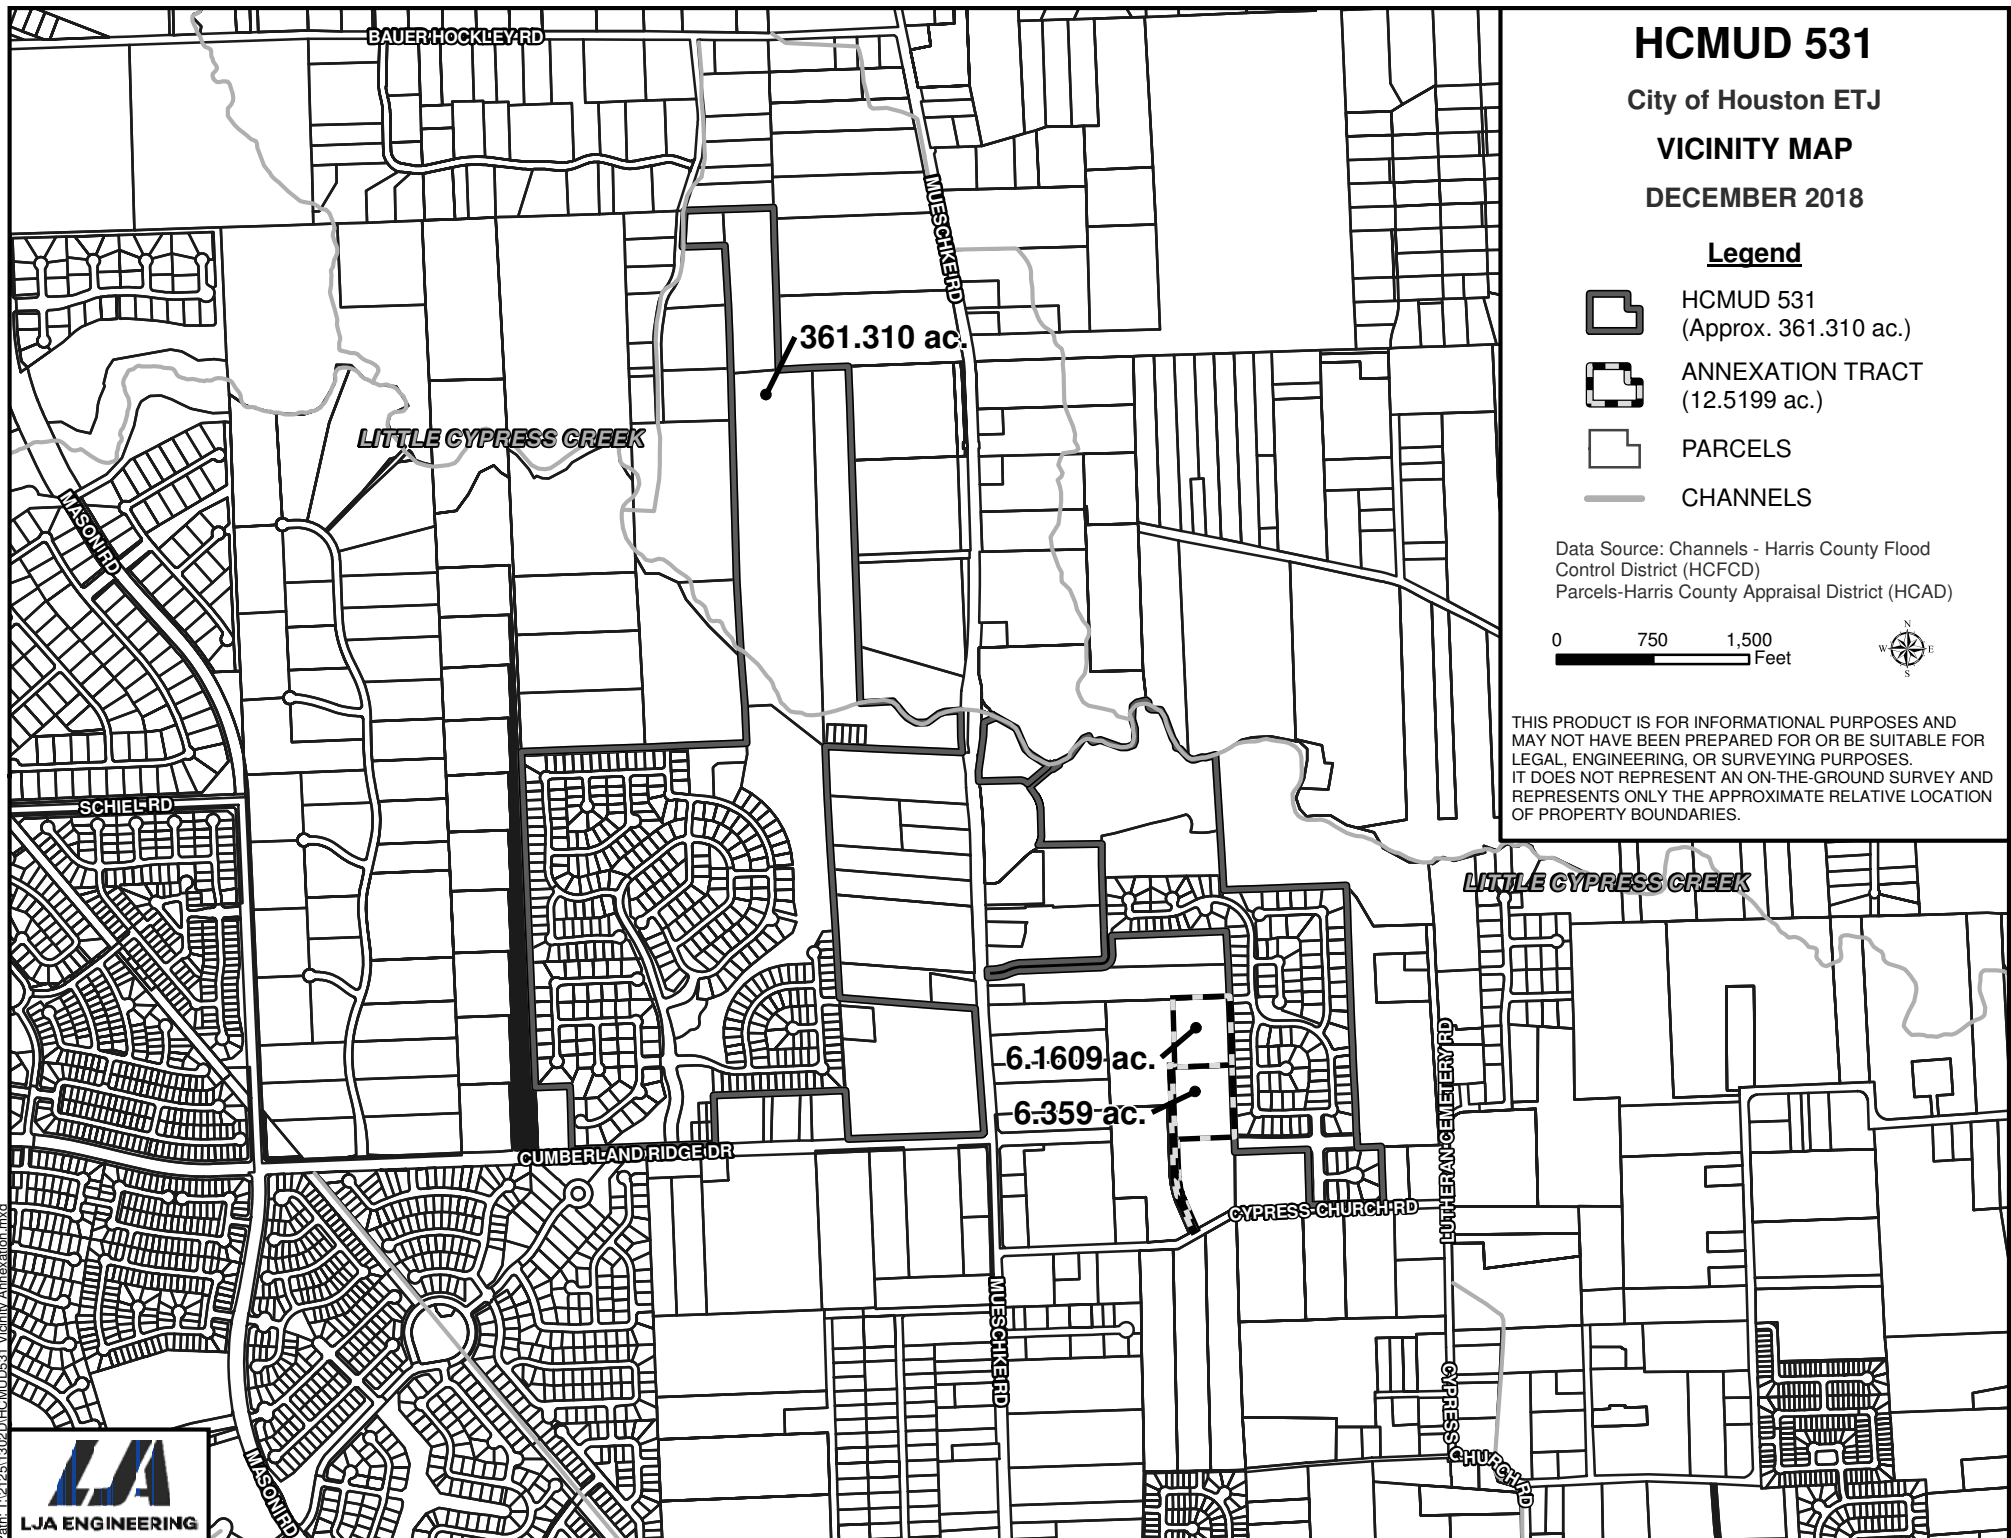 HCMUD 531
City of Houston ETJ
VICINITY MAP
DECEMBER 2018
Legend
HCMUD 531
(Approx. 361.310 ac.)
ANNEXATION TRACT
(12.5199 ac.)
PARCELS
CHANNELS
Data Source: Channels - Harris County Flood
Control District (HCFCD)
Parcels-Harris County Appraisal District (HCAD)
0 750 1,500
Feet
N
W E
S
THIS PRODUCT IS FOR INFORMATIONAL PURPOSES AND
MAY NOT HAVE BEEN PREPARED FOR OR BE SUITABLE FOR
LEGAL, ENGINEERING, OR SURVEYING PURPOSES.
IT DOES NOT REPRESENT AN ON-THE-GROUND SURVEY AND
REPRESENTS ONLY THE APPROXIMATE RELATIVE LOCATION
OF PROPERTY BOUNDARIES.
BAUER HOCKLEY RD
MUESCHKE RD
361.310 ac.
LITTLE CYPRESS CREEK
MASON RD
SCHIEL RD
LITTLE CYPRESS CREEK
6.1609 ac.
6.359 ac.
LUTHERAN CEMETERY RD
CUMBERLAND RIDGE DR
CYPRESS CHURCH RD
MUESCHKE RD
CYPRESS CHURCH RD
MASON RD
LJA
LJA ENGINEERING